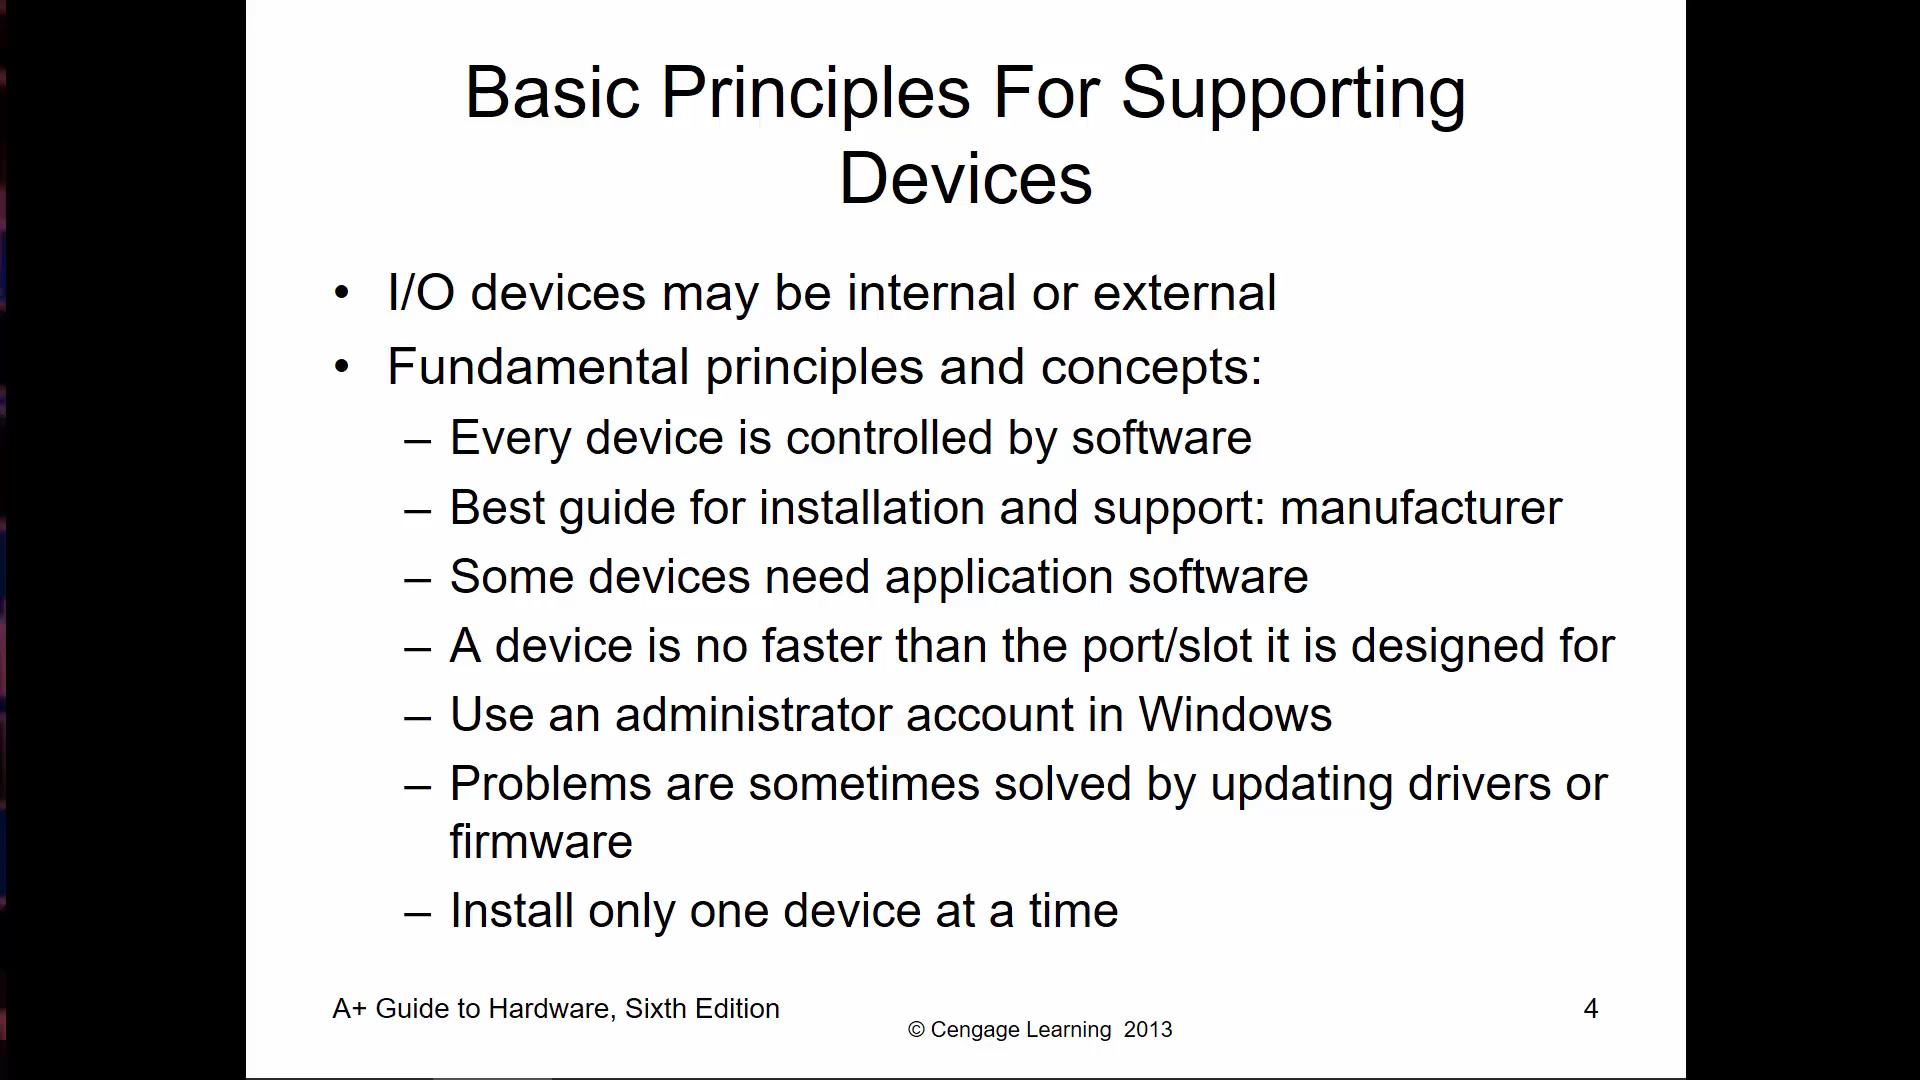 Basic Principles For Supporting
Devices
• I/O devices may be internal or external
• Fundamental principles and concepts:
– Every device is controlled by software
– Best guide for installation and support: manufacturer
– Some devices need application software
– A device is no faster than the port/slot it is designed for
– Use an administrator account in Windows
– Problems are sometimes solved by updating drivers or
firmware
– Install only one device at a time
A+ Guide to Hardware, Sixth Edition
© Cengage Learning 2013
4